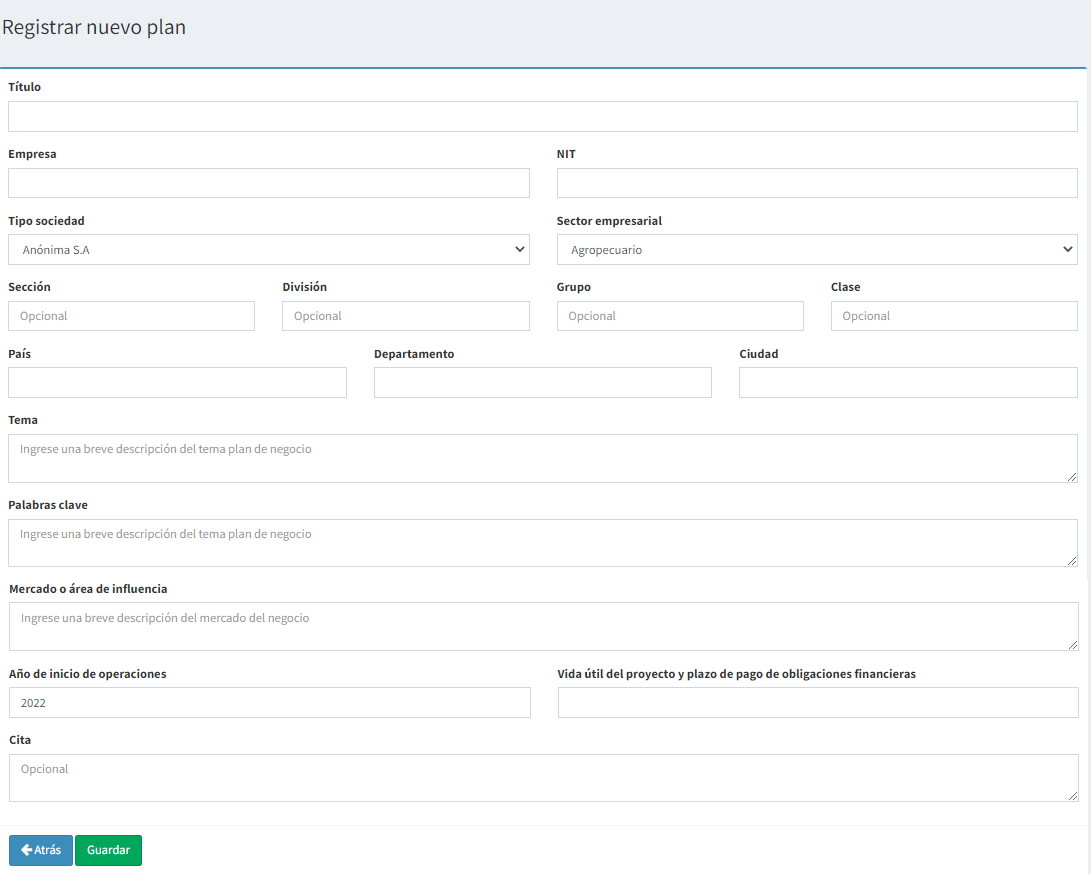 Registrar nuevo plan
Título
Empresa NIT
Tipo sociedad Sector empresarial
Anónima S.A Agropecuario
Sección División Grupo Clase
Opcional Opcional Opcional Opcional
País Departamento Ciudad
Tema
Ingrese una breve descripción del tema plan de negocio
Palabras clave
Ingrese una breve descripción del tema plan de negocio
Mercado o área de influencia
Ingrese una breve descripción del mercado del negocio
Año de inicio de operaciones Vida útil del proyecto y plazo de pago de obligaciones financieras
2022
Cita
Opcional
Atrás Guardar